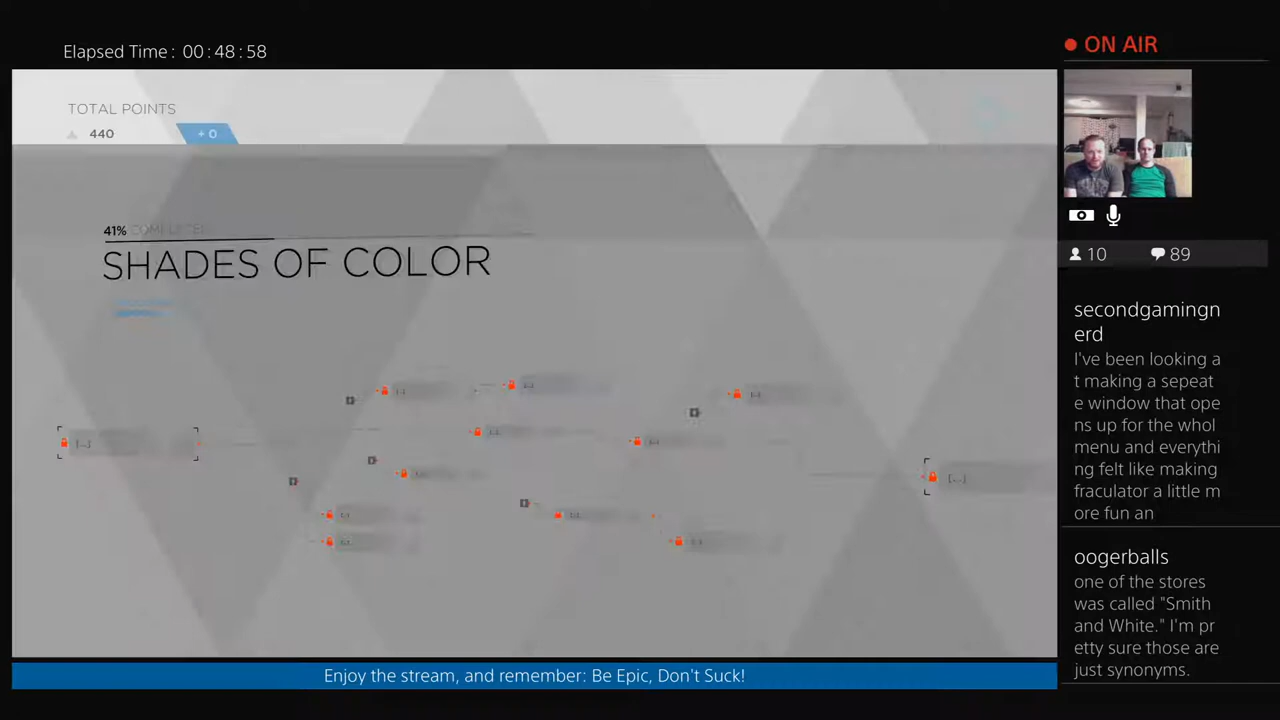 Elapsed Time : 00 : 48 : 58
ON AIR
TOTAL POINTS
440
+ 0
41% COMPLETED
SHADES OF COLOR
10
89
secondgamingn
erd
I've been looking a
t making a sepeat
e window that ope
ns up for the whol
menu and everythi
ng felt like making
fraculator a little m
ore fun an
oogerballs
one of the stores
was called "Smith
and White." I'm pr
etty sure those are
just synonyms.
Enjoy the stream, and remember: Be Epic, Don't Suck!